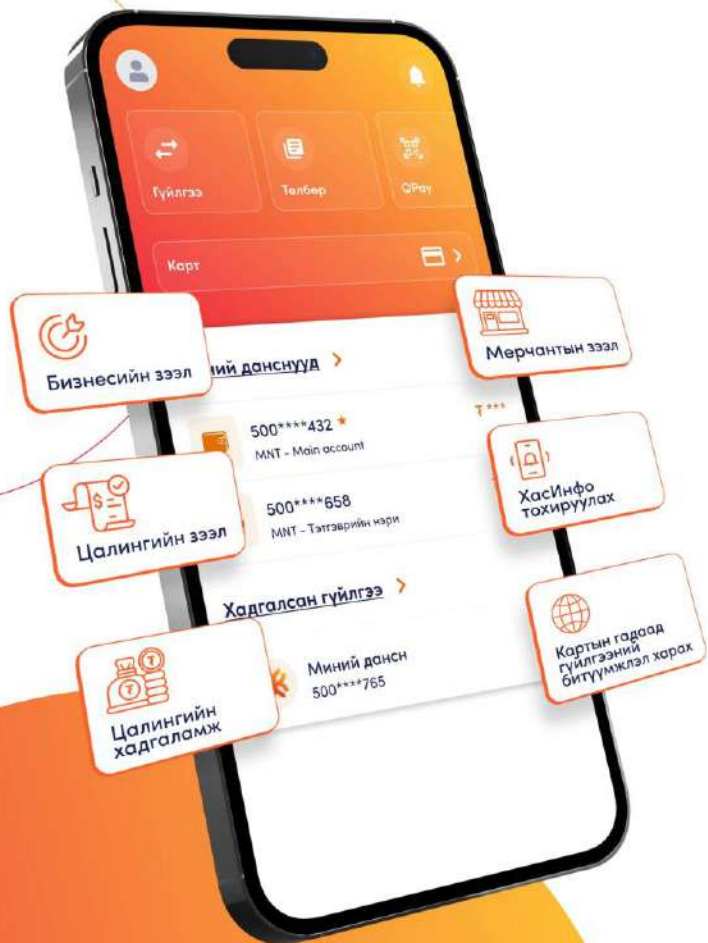 Гүйлгээ
Төлбөр
QPay
Карт
Бизнесийн зээл
Мерчантын зээл
ний данснууд
500****432
₮ ***
MNT - Main account
Цалингийн зээл
ХасИнфо
тохируулах
500****658
MNT - Тэтгэврийн нэри
Хадгалсан гүйлгээ
Цалингийн
хадгаламж
Миний дансн
500****765
Картын гадаад
гүйлгээний
битүүмжлэл харах